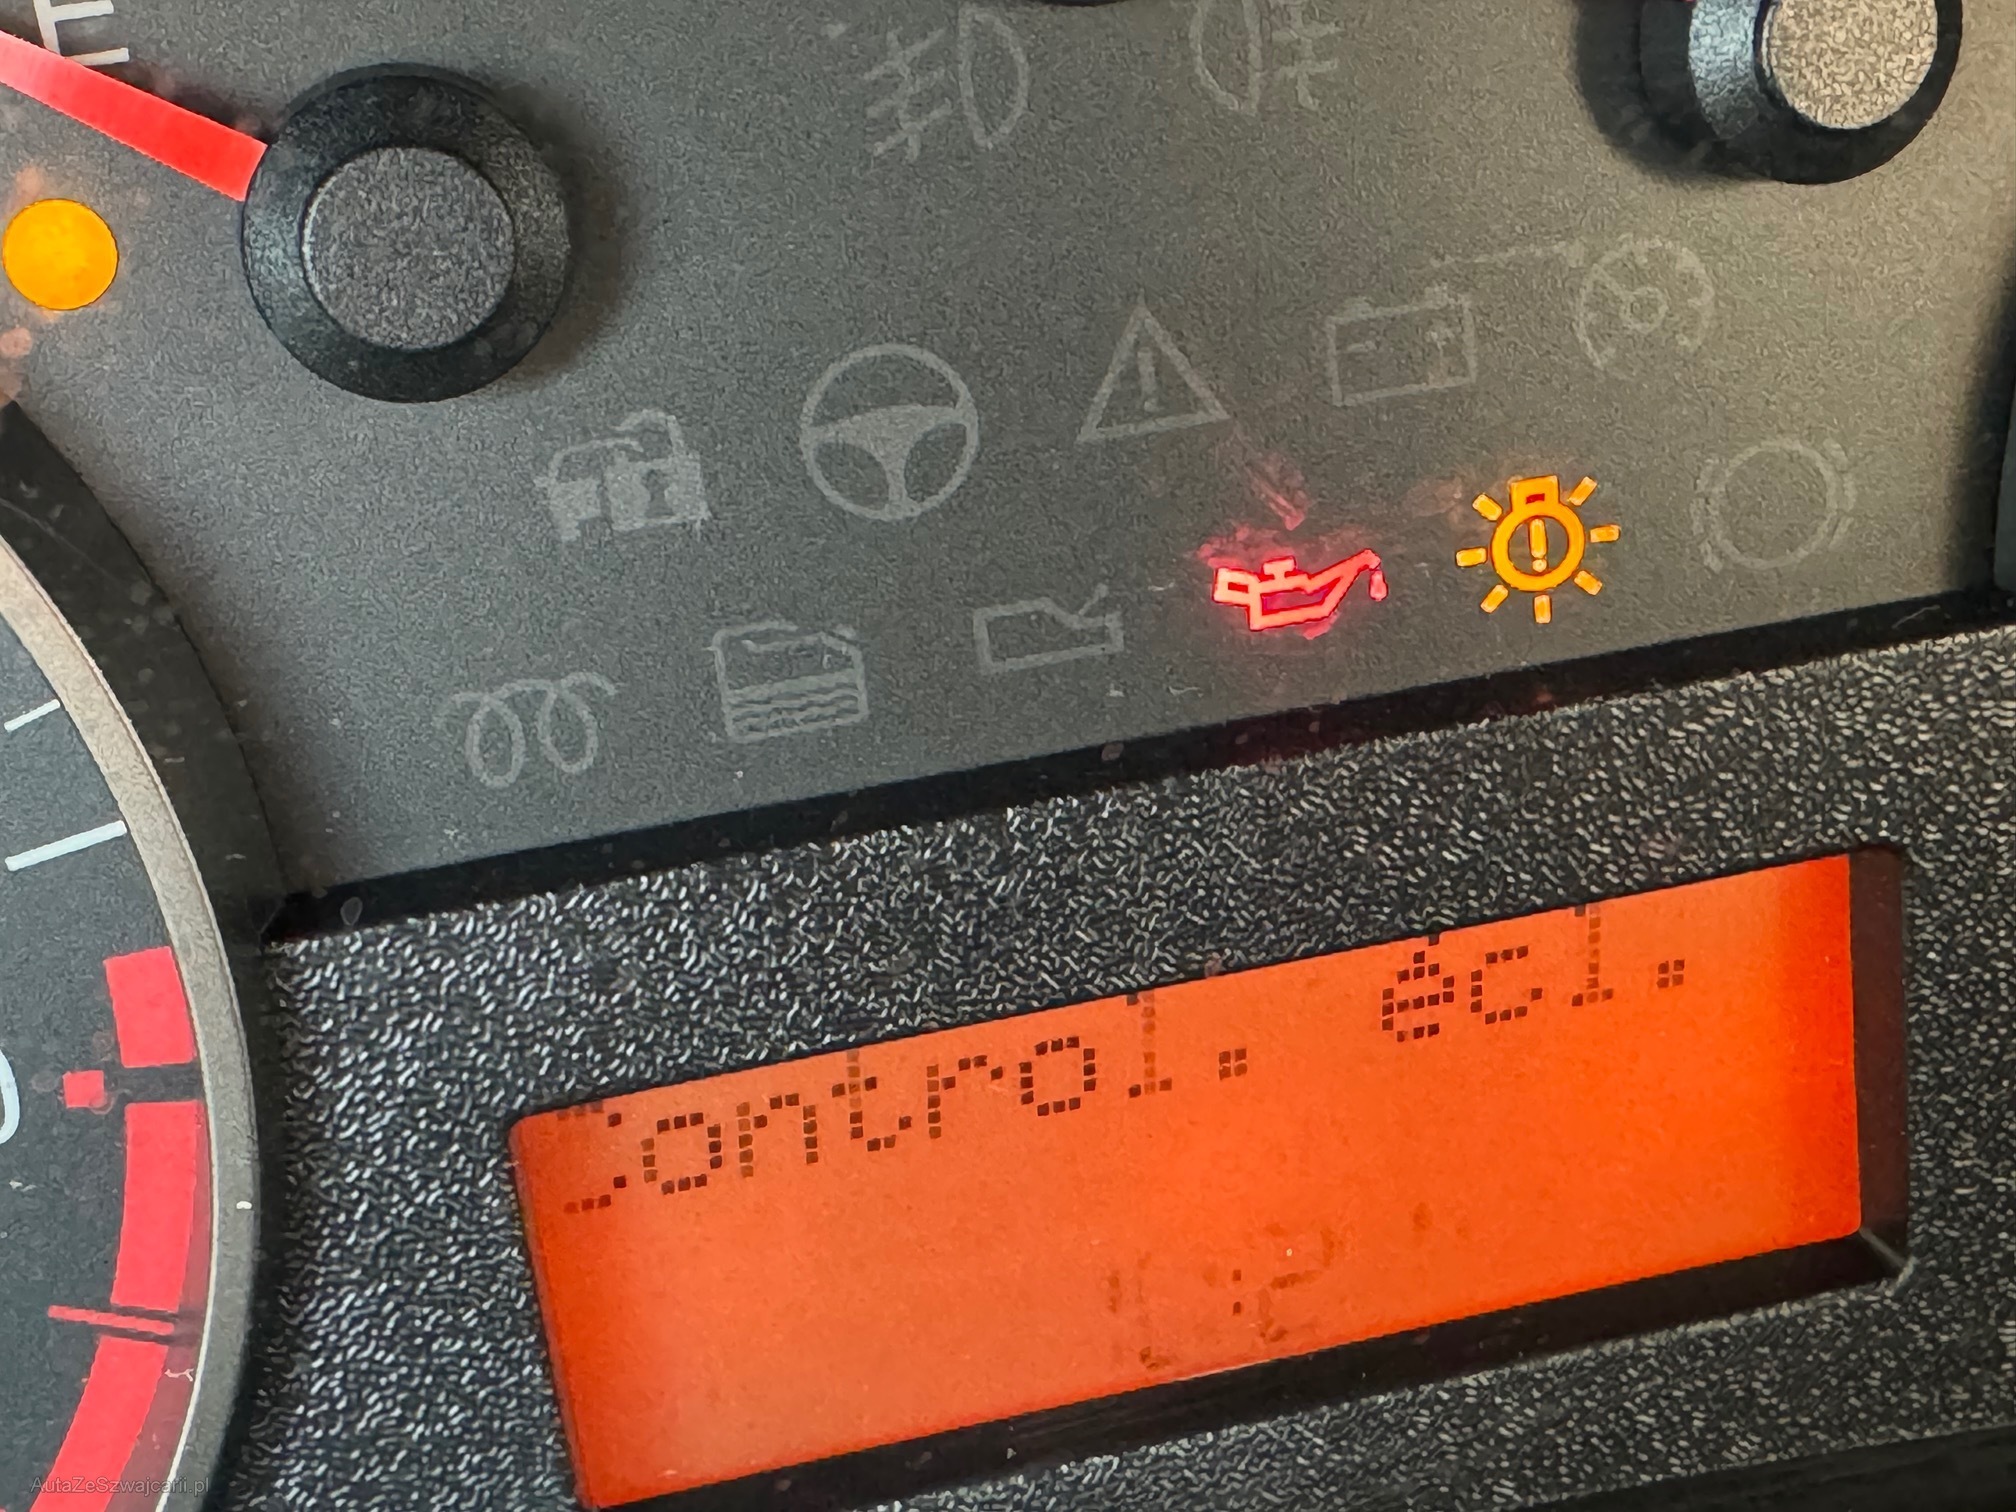 Control. écl.
AutaZeSzwajcarii.pl